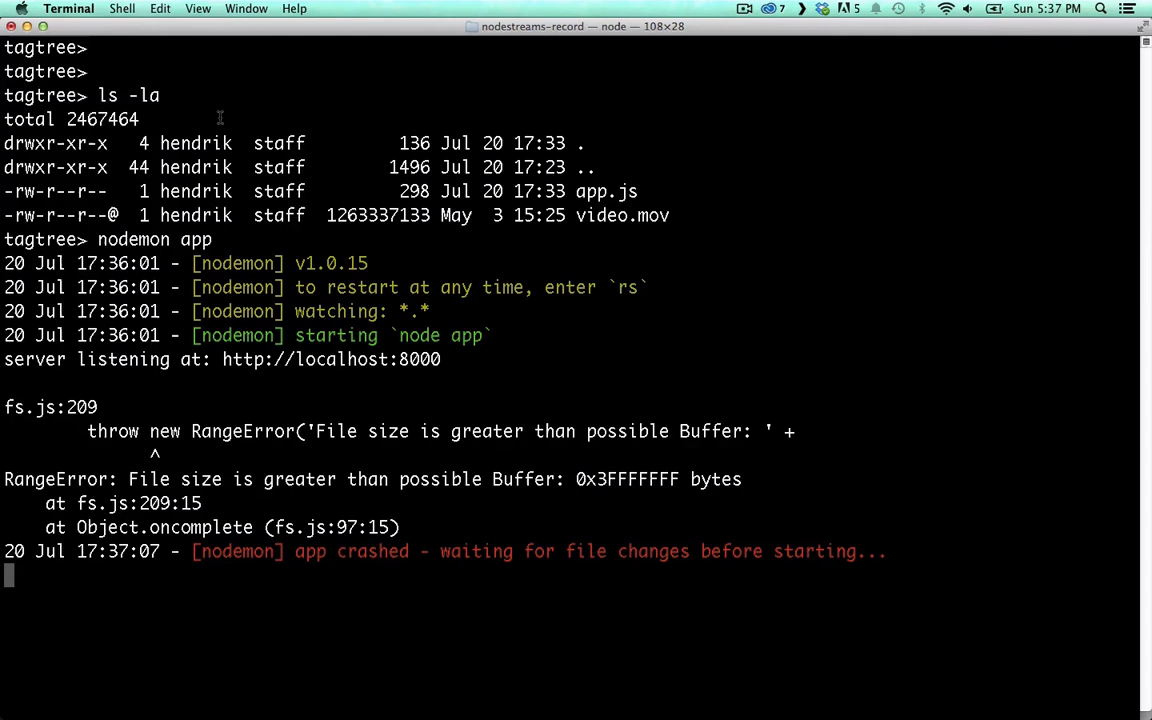 Terminal Shell Edit View Window Help 7 5 Sun 5:37 PM
nodestreams-record — node — 108×28
tagtree>
tagtree>
tagtree> ls -la
total 2467464
drwxr-xr-x 4 hendrik staff 136 Jul 20 17:33 .
drwxr-xr-x 44 hendrik staff 1496 Jul 20 17:23 ..
-rw-r--r-- 1 hendrik staff 298 Jul 20 17:33 app.js
-rw-r--r--@ 1 hendrik staff 1263337133 May 3 15:25 video.mov
tagtree> nodemon app
20 Jul 17:36:01 - [nodemon] v1.0.15
20 Jul 17:36:01 - [nodemon] to restart at any time, enter `rs`
20 Jul 17:36:01 - [nodemon] watching: *.*
20 Jul 17:36:01 - [nodemon] starting `node app`
server listening at: http://localhost:8000
fs.js:209
throw new RangeError('File size is greater than possible Buffer: ' +
^
RangeError: File size is greater than possible Buffer: 0x3FFFFFFF bytes
at fs.js:209:15
at Object.oncomplete (fs.js:97:15)
20 Jul 17:37:07 - [nodemon] app crashed - waiting for file changes before starting...